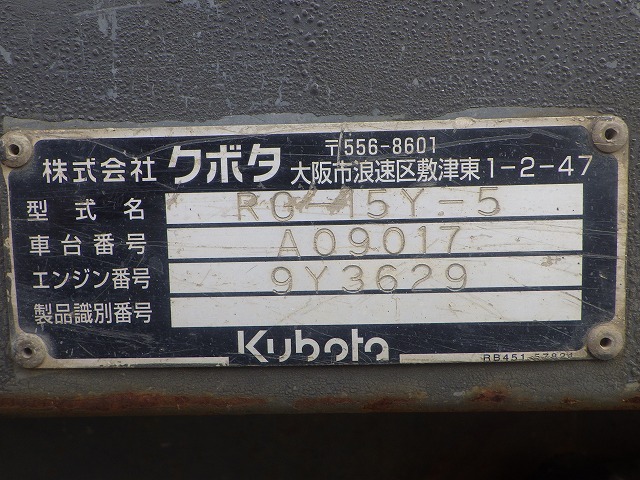 株式会社 クボタ 〒556-8601
大阪市浪速区敷津東1-2-47
型式名 RG-15Y-5
車台番号 A09017
エンジン番号 9Y3629
製品識別番号
Kubota
RB451-57921